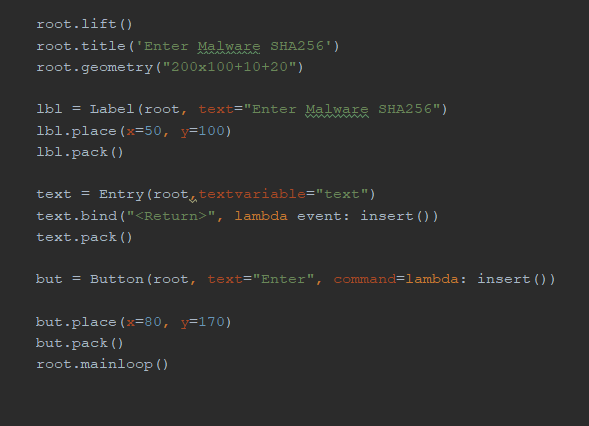 root.lift()
root.title('Enter Malware SHA256')
root.geometry("200x100+10+20")
lbl = Label(root, text="Enter Malware SHA256")
lbl.place(x=50, y=100)
lbl.pack()
text = Entry(root,textvariable="text")
text.bind("<Return>", lambda event: insert())
text.pack()
but = Button(root, text="Enter", command=lambda: insert())
but.place(x=80, y=170)
but.pack()
root.mainloop()